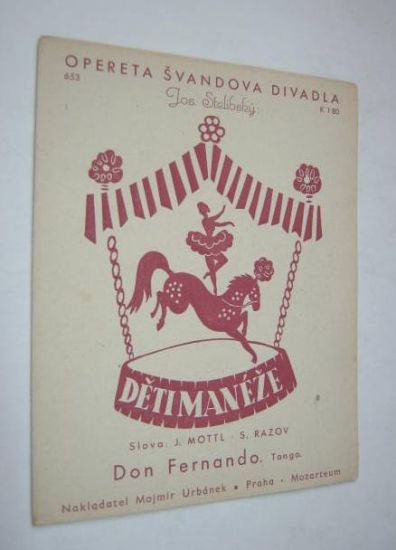 OPERETA ŠVANDOVA DIVADLA
653
K 1·80
Jos. Stelibský:
DĚTI MANÉŽE
Slova: J. MOTTL - S. RAZOV
Don Fernando. Tango.
Nakladatel Mojmír Urbánek • Praha - Mozarteum